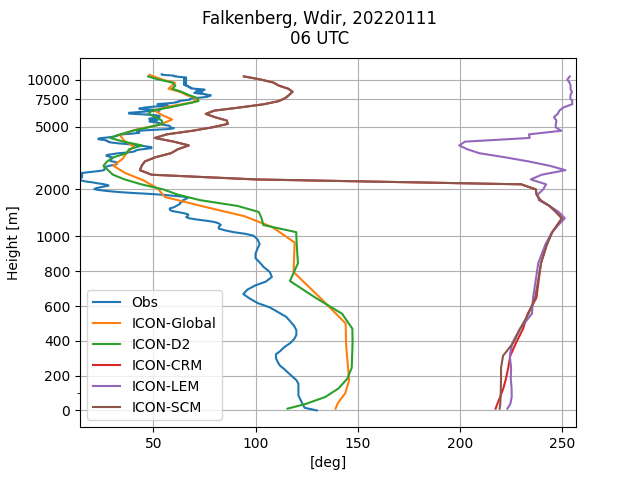 Falkenberg, Wdir, 20220111
06 UTC
10000
7500
5000
2000
1000
800
600
400
200
0
Height [m]
Obs
ICON-Global
ICON-D2
ICON-CRM
ICON-LEM
ICON-SCM
50
100
150
200
250
[deg]